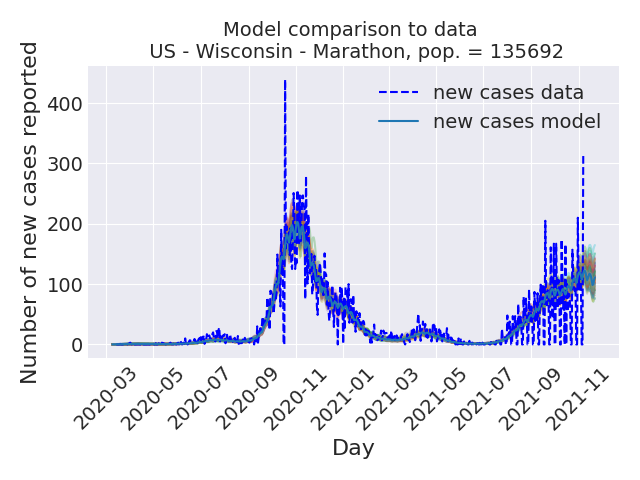 Model comparison to data
US - Wisconsin - Marathon, pop. = 135692
Number of new cases reported
400
300
200
100
0
new cases data
new cases model
2020-03
2020-05
2020-07
2020-09
2020-11
2021-01
2021-03
2021-05
2021-07
2021-09
2021-11
Day